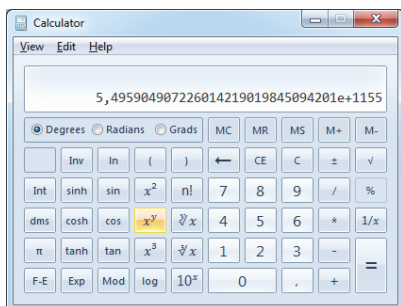 Calculator
View Edit Help
5,4959049072260142190198450942​01e+1155
Degrees Radians Grads MC MR MS M+ M-
Inv ln ( ) ← CE C ± √
Int sinh sin x² n! 7 8 9 / %
dms cosh cos xʸ ʸ√x 4 5 6 * 1/x
π tanh tan x³ ³√x 1 2 3 - =
F-E Exp Mod log 10ˣ 0 , +